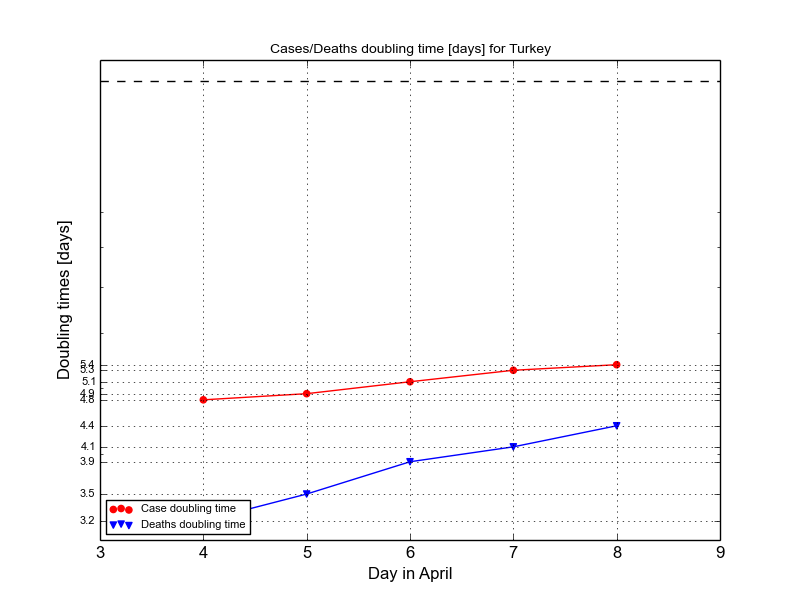 Cases/Deaths doubling time [days] for Turkey
Doubling times [days]
5.4
5.3
5.1
4.9
4.8
4.4
4.1
3.9
3.5
3.2
Case doubling time
Deaths doubling time
3 4 5 6 7 8 9
Day in April